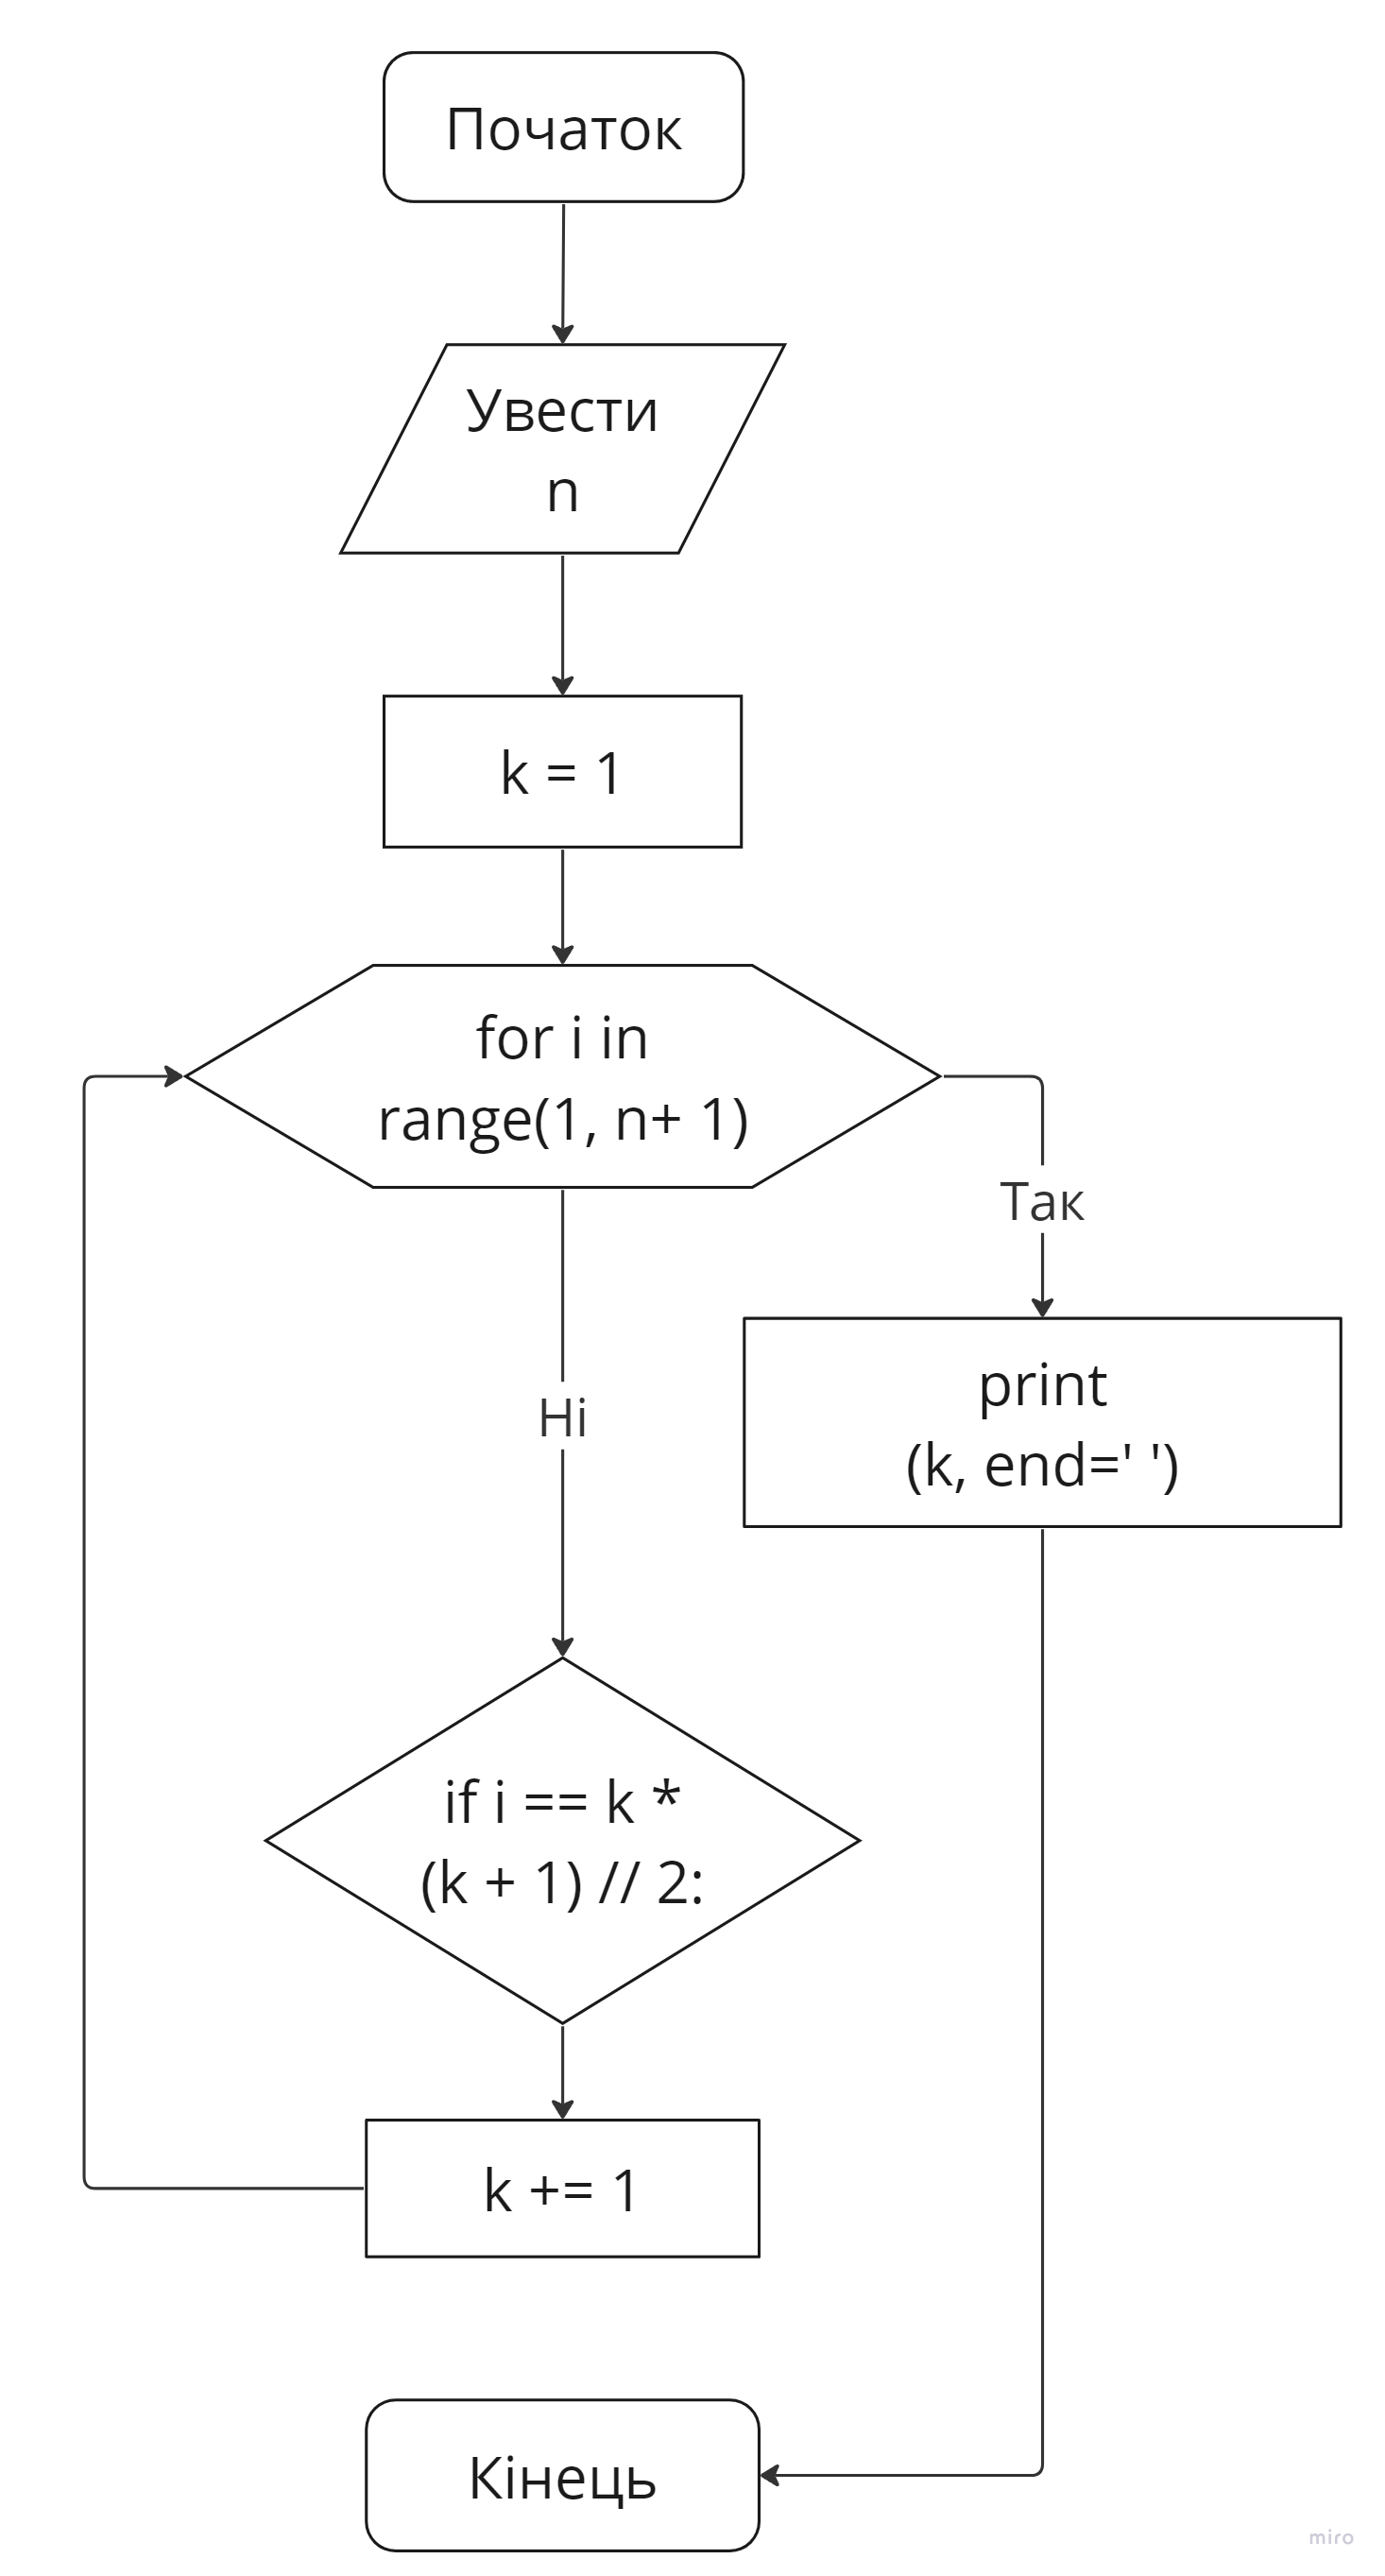 Початок
Увести
n
k = 1
for i in
range(1, n+ 1)
Так
print
(k, end=' ')
Ні
if i == k *
(k + 1) // 2:
k += 1
Кінець
miro